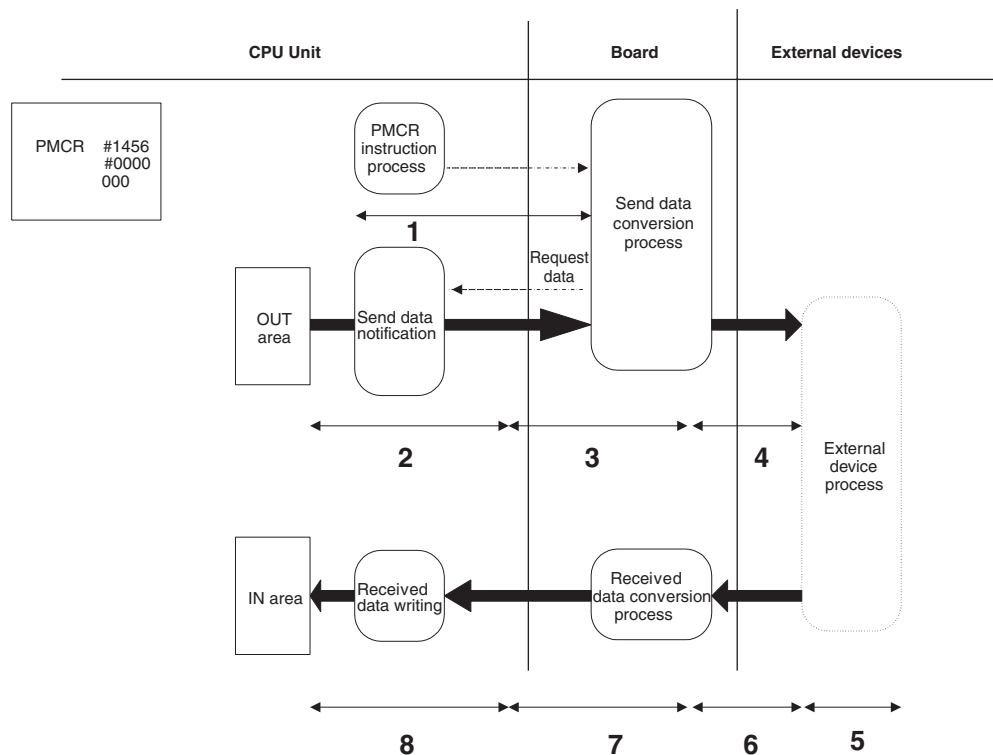 CPU Unit
Board
External devices
PMCR #1456
#0000
000
PMCR
instruction
process
Send data
conversion
process
1
Request
data
OUT
area
Send data
notification
2
3
4
External
device
process
IN area
Received
data writing
Received
data conversion
process
8
7
6
5